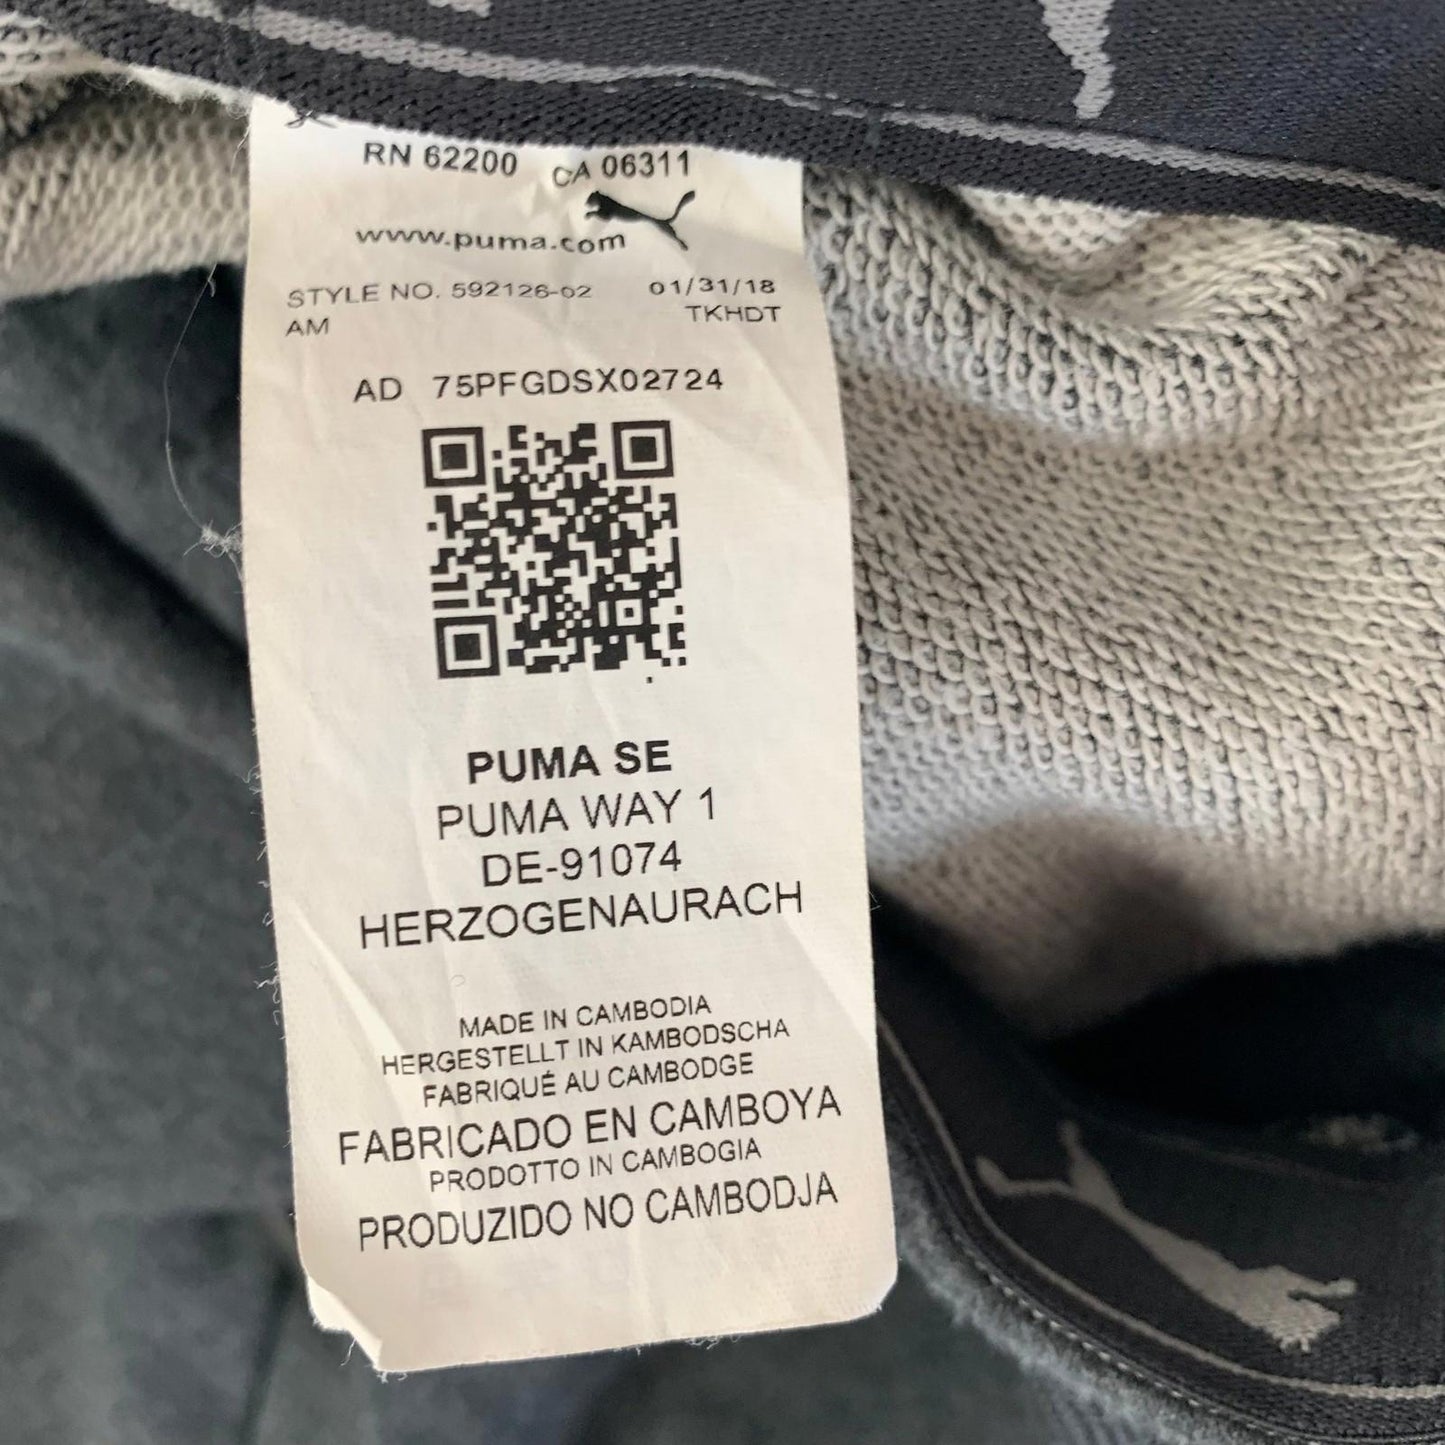 RN 62200 CA 06311
www.puma.com
STYLE NO. 592126-02 01/31/18
AM TKHDT
AD 75PFGDSX02724
PUMA SE
PUMA WAY 1
DE-91074
HERZOGENAURACH
MADE IN CAMBODIA
HERGESTELLT IN KAMBODSCHA
FABRIQUÉ AU CAMBODGE
FABRICADO EN CAMBOYA
PRODOTTO IN CAMBOGIA
PRODUZIDO NO CAMBODJA